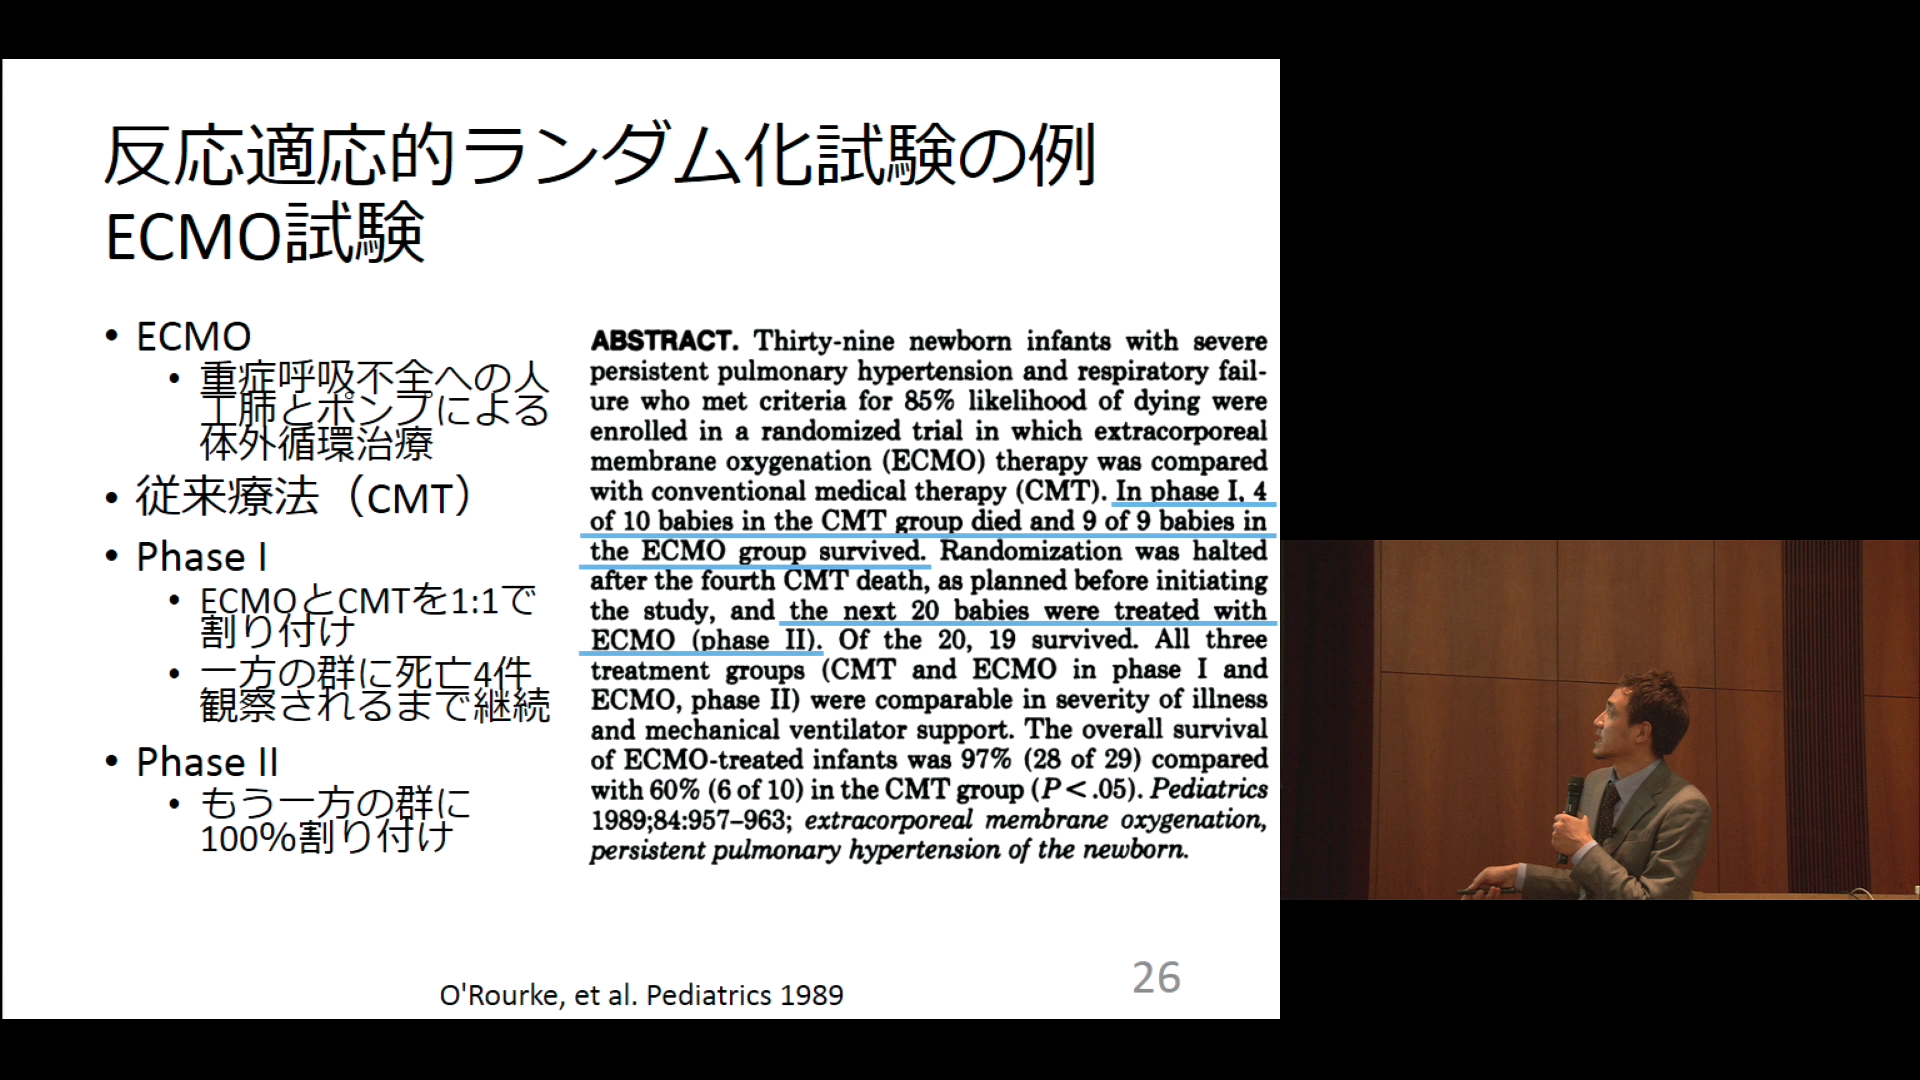 反応適応的ランダム化試験の例
ECMO試験
• ECMO
• 重症呼吸不全への人
工肺とポンプによる
体外循環治療
• 従来療法（CMT）
• Phase I
• ECMOとCMTを1:1で
割り付け
• 一方の群に死亡4件
観察されるまで継続
• Phase II
• もう一方の群に
100%割り付け
ABSTRACT. Thirty-nine newborn infants with severe
persistent pulmonary hypertension and respiratory fail-
ure who met criteria for 85% likelihood of dying were
enrolled in a randomized trial in which extracorporeal
membrane oxygenation (ECMO) therapy was compared
with conventional medical therapy (CMT). In phase I, 4
of 10 babies in the CMT group died and 9 of 9 babies in
the ECMO group survived. Randomization was halted
after the fourth CMT death, as planned before initiating
the study, and the next 20 babies were treated with
ECMO (phase II). Of the 20, 19 survived. All three
treatment groups (CMT and ECMO in phase I and
ECMO, phase II) were comparable in severity of illness
and mechanical ventilator support. The overall survival
of ECMO-treated infants was 97% (28 of 29) compared
with 60% (6 of 10) in the CMT group (P < .05). Pediatrics
1989;84:957–963; extracorporeal membrane oxygenation,
persistent pulmonary hypertension of the newborn.
O'Rourke, et al. Pediatrics 1989
26